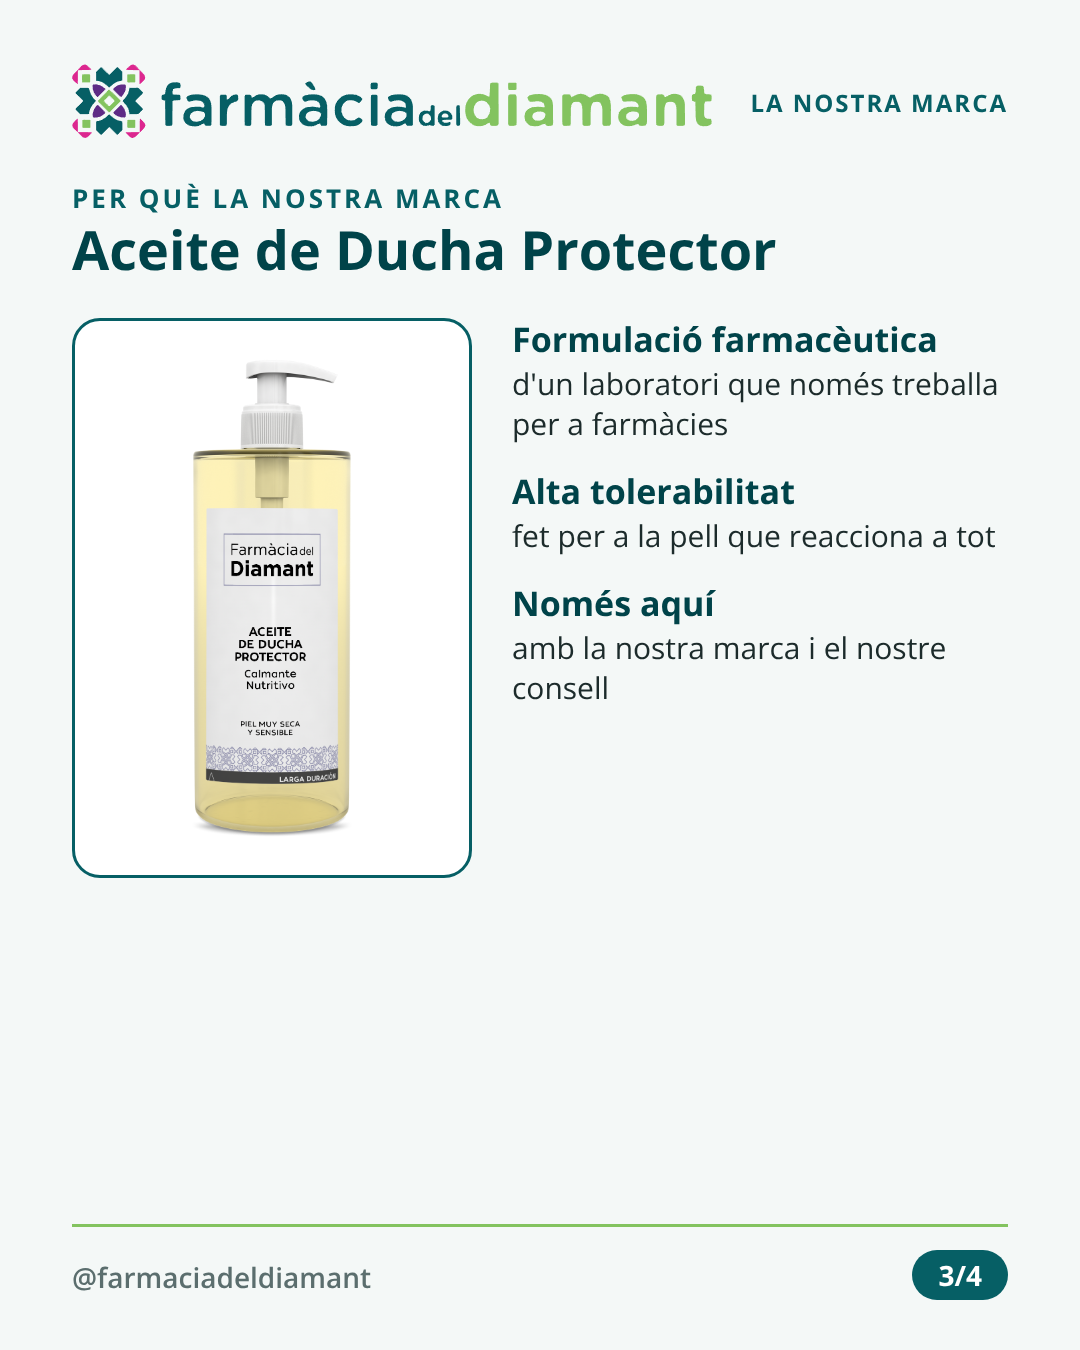 farmàciadeldiamant
LA NOSTRA MARCA
PER QUÈ LA NOSTRA MARCA
Aceite de Ducha Protector
Farmàciadel
Diamant
ACEITE
DE DUCHA
PROTECTOR
Calmante
Nutritivo
PIEL MUY SECA
Y SENSIBLE
LARGA DURACIÓN
Formulació farmacèutica
d'un laboratori que només treballa
per a farmàcies
Alta tolerabilitat
fet per a la pell que reacciona a tot
Només aquí
amb la nostra marca i el nostre
consell
@farmaciadeldiamant
3/4